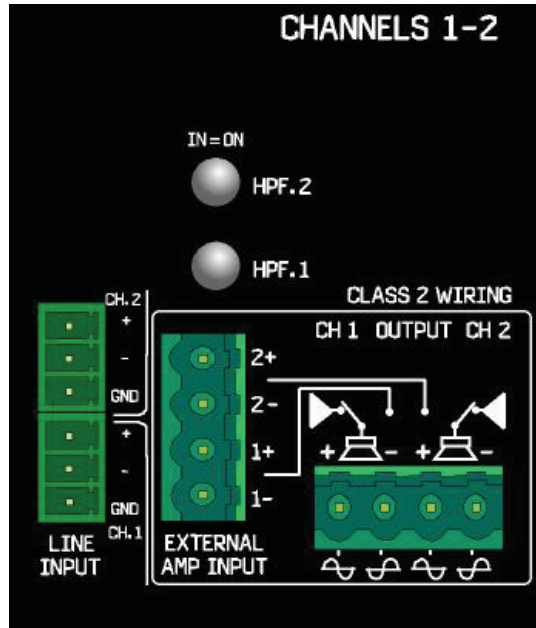 CHANNELS 1-2
IN=ON
HPF.2
HPF.1
CH.2
+
-
GND
+
-
GND
CH.1
LINE
INPUT
CLASS 2 WIRING
CH 1 OUTPUT CH 2
2+
2-
1+
1-
+ - + -
EXTERNAL
AMP INPUT